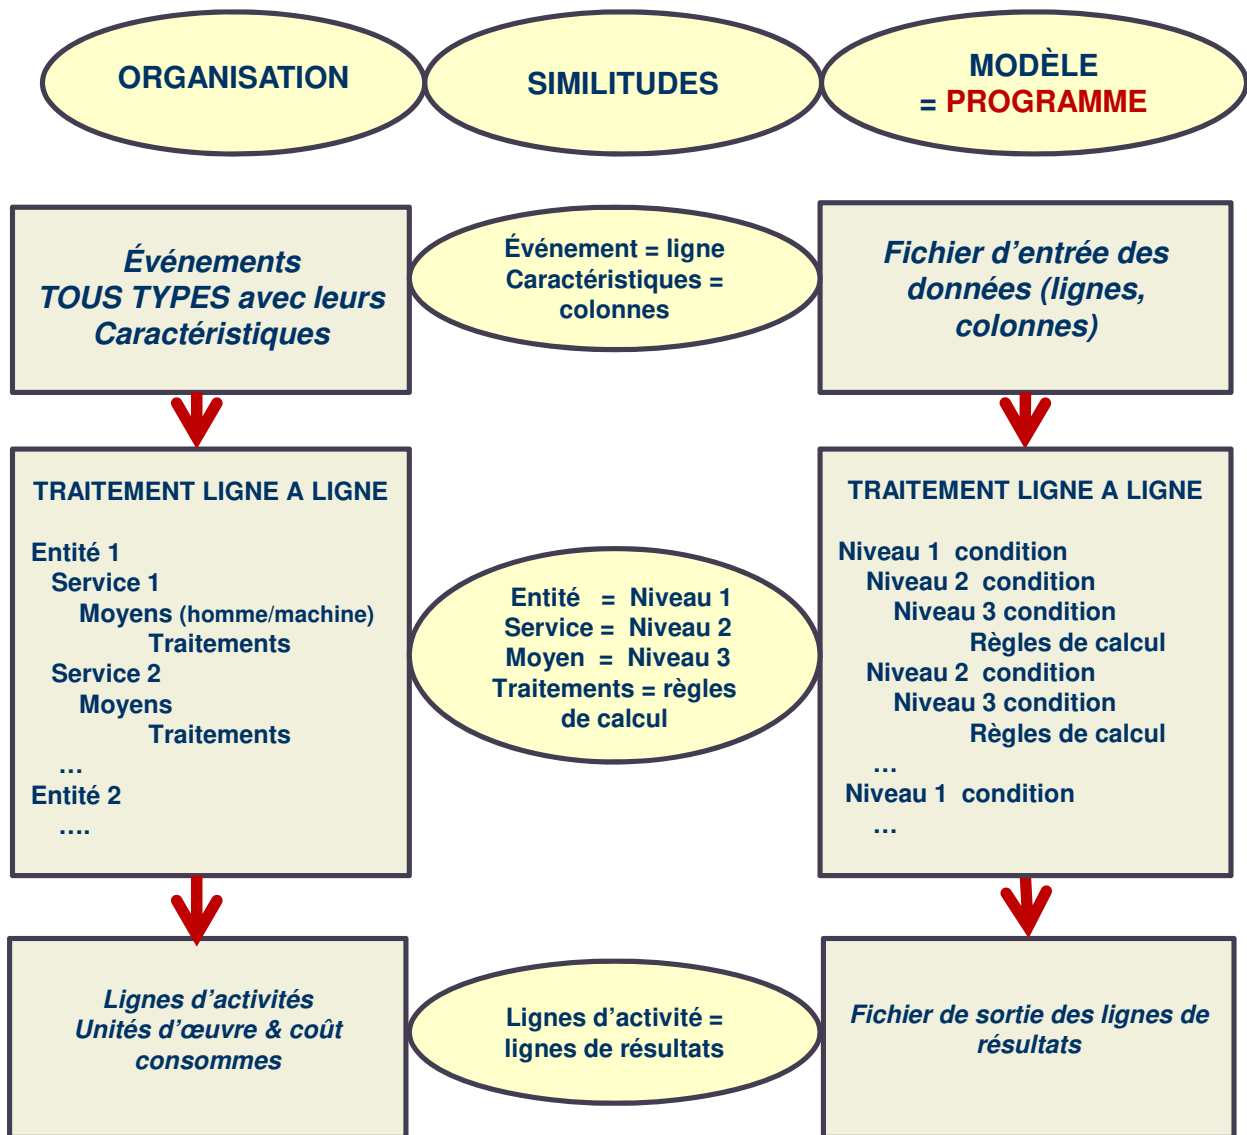 ORGANISATION
SIMILITUDES
MODÈLE
= PROGRAMME
Événements
TOUS TYPES avec leurs
Caractéristiques
Événement = ligne
Caractéristiques =
colonnes
Fichier d’entrée des
données (lignes,
colonnes)
TRAITEMENT LIGNE A LIGNE
Entité 1
Service 1
Moyens (homme/machine)
Traitements
Service 2
Moyens
Traitements
…
Entité 2
….
Entité = Niveau 1
Service = Niveau 2
Moyen = Niveau 3
Traitements = règles
de calcul
TRAITEMENT LIGNE A LIGNE
Niveau 1 condition
Niveau 2 condition
Niveau 3 condition
Règles de calcul
Niveau 2 condition
Niveau 3 condition
Règles de calcul
…
Niveau 1 condition
…
Lignes d’activités
Unités d’œuvre & coût
consommes
Lignes d’activité =
lignes de résultats
Fichier de sortie des lignes de
résultats